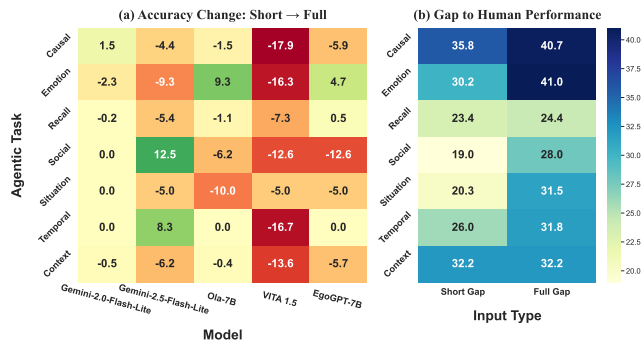 (a) Accuracy Change: Short → Full
(b) Gap to Human Performance
Agentic Task
Causal 1.5 -4.4 -1.5 -17.9 -5.9
Emotion -2.3 -9.3 9.3 -16.3 4.7
Recall -0.2 -5.4 -1.1 -7.3 0.5
Social 0.0 12.5 -6.2 -12.6 -12.6
Situation 0.0 -5.0 -10.0 -5.0 -5.0
Temporal 0.0 8.3 0.0 -16.7 0.0
Context -0.5 -6.2 -0.4 -13.6 -5.7
Gemini-2.0-Flash-Lite Gemini-2.5-Flash-Lite Ola-7B VITA 1.5 EgoGPT-7B
Model
Causal 35.8 40.7
Emotion 30.2 41.0
Recall 23.4 24.4
Social 19.0 28.0
Situation 20.3 31.5
Temporal 26.0 31.8
Context 32.2 32.2
Short Gap Full Gap
Input Type
40.0
37.5
35.0
32.5
30.0
27.5
25.0
22.5
20.0